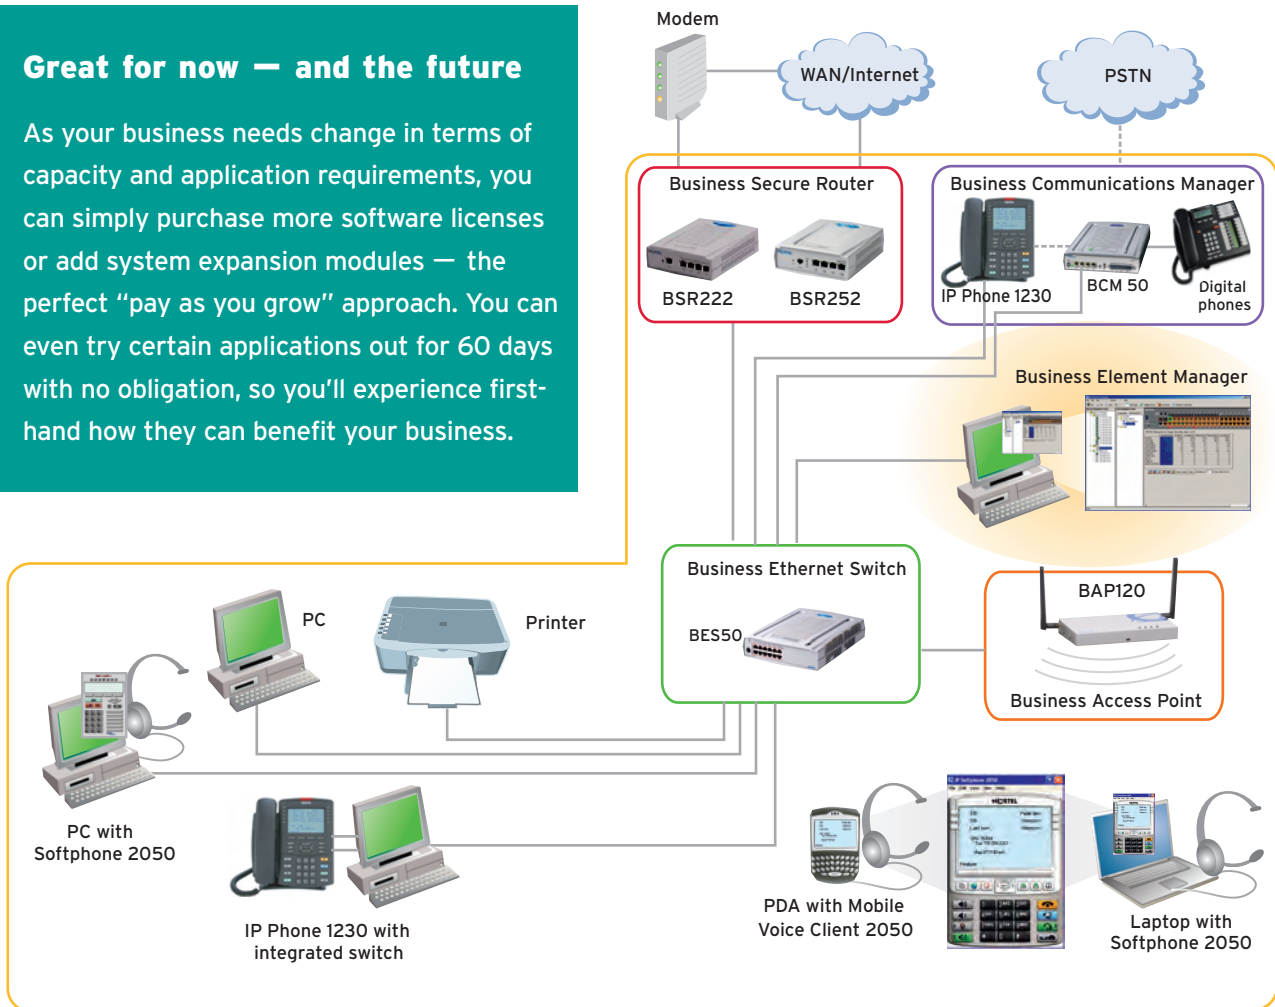 Great for now — and the future
As your business needs change in terms of
capacity and application requirements, you
can simply purchase more software licenses
or add system expansion modules — the
perfect “pay as you grow” approach. You can
even try certain applications out for 60 days
with no obligation, so you’ll experience first-
hand how they can benefit your business.
Modem
WAN/Internet
PSTN
Business Secure Router
BSR222
BSR252
Business Communications Manager
IP Phone 1230
BCM 50
Digital
phones
Business Element Manager
Business Ethernet Switch
BES50
BAP120
Business Access Point
PC
Printer
PC with
Softphone 2050
IP Phone 1230 with
integrated switch
PDA with Mobile
Voice Client 2050
IP Softphone 2050
NORTEL
Laptop with
Softphone 2050